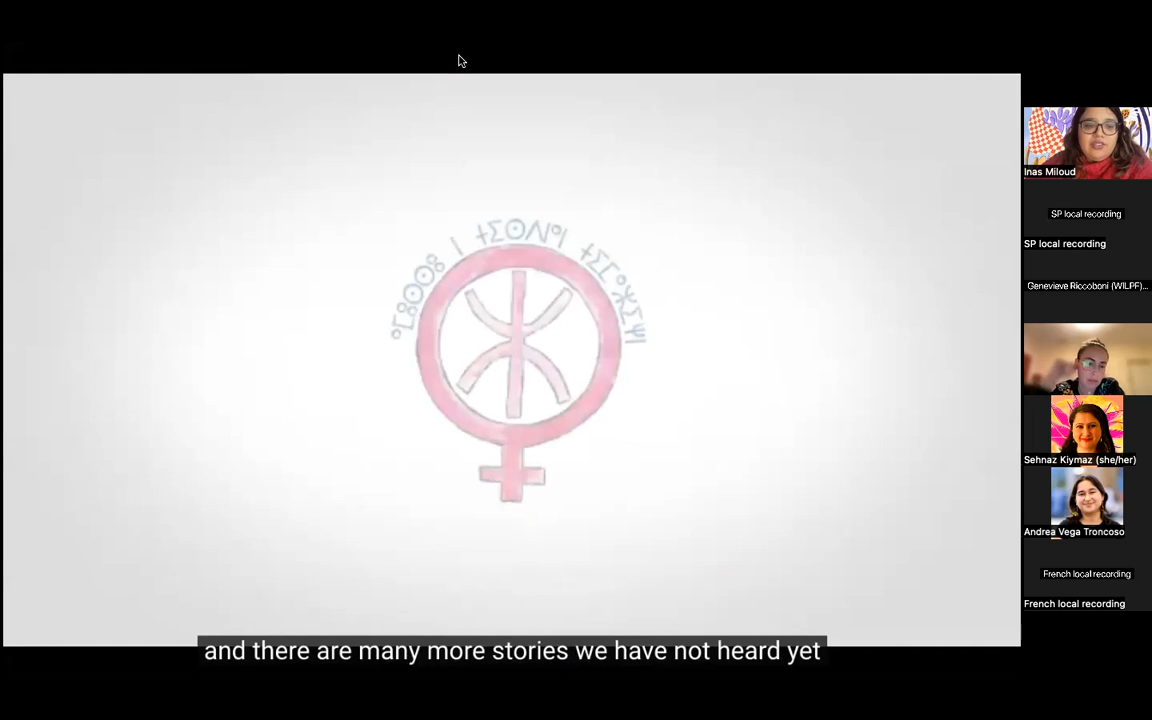 Inas Miloud
SP local recording
SP local recording
Genevieve Riccoboni (WILPF)...
Sehnaz Kiymaz (she/her)
Andrea Vega Troncoso
French local recording
French local recording
and there are many more stories we have not heard yet